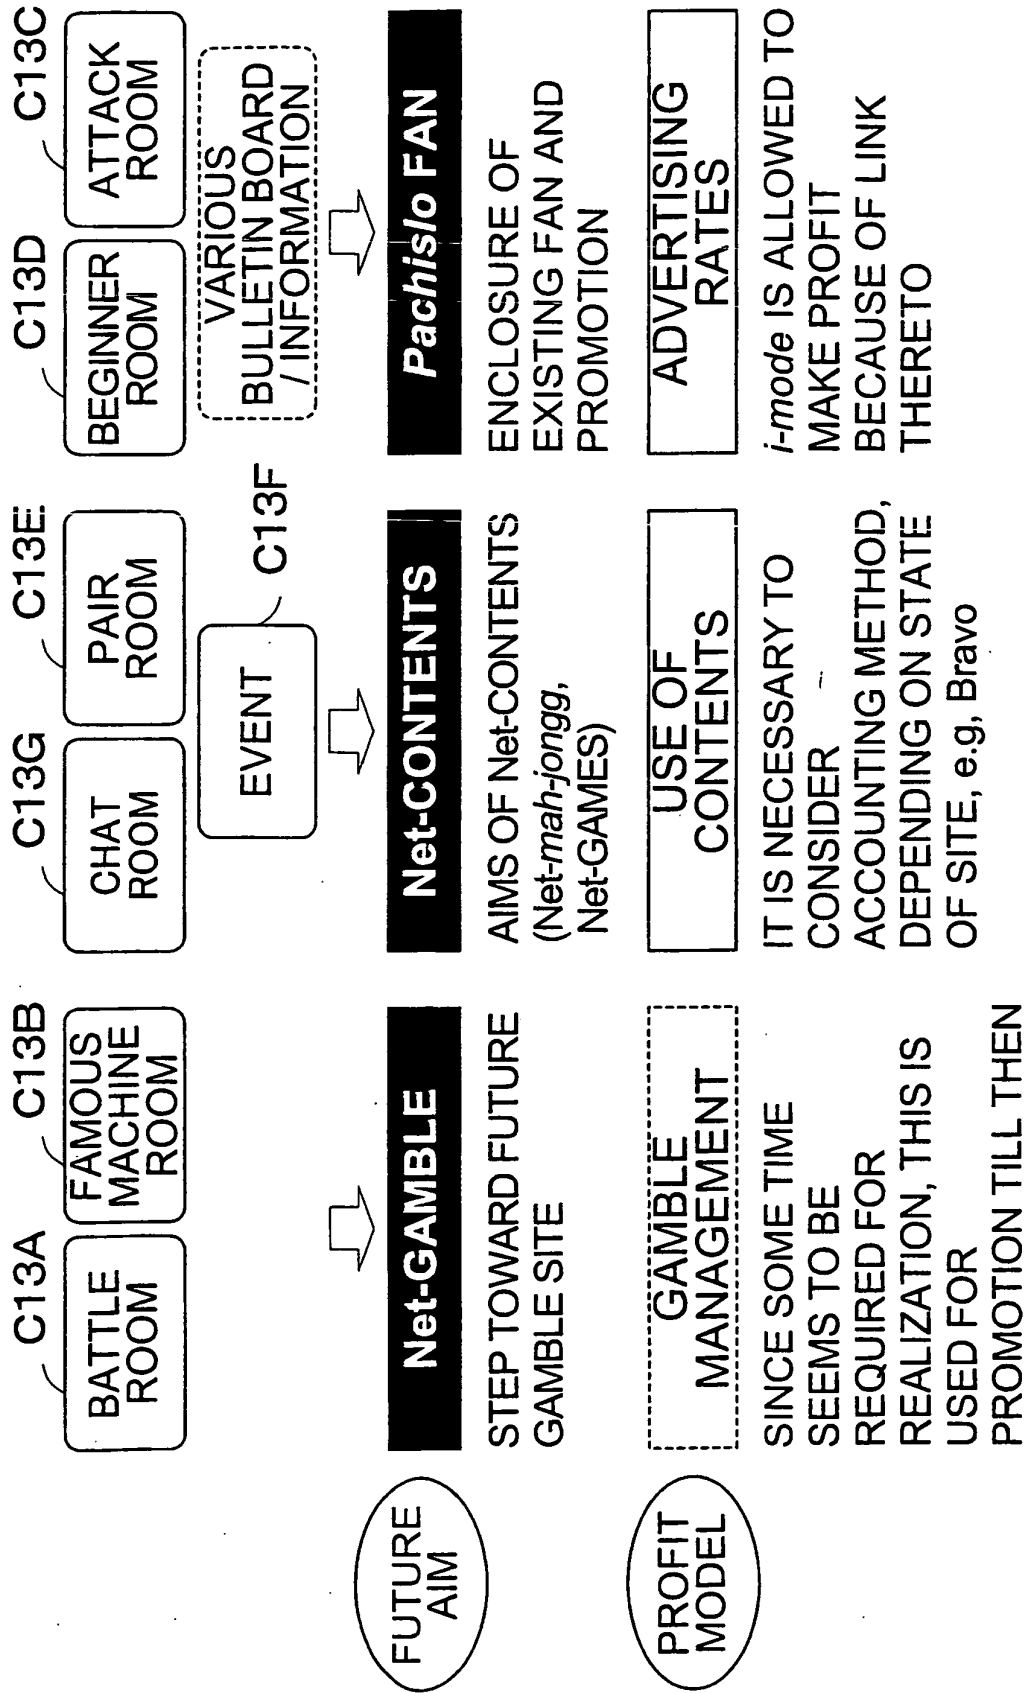 C13A
BATTLE
ROOM
C13B
FAMOUS
MACHINE
ROOM
C13G
CHAT
ROOM
C13E
PAIR
ROOM
EVENT
C13F
C13D
BEGINNER
ROOM
C13C
ATTACK
ROOM
VARIOUS
BULLETIN BOARD
/ INFORMATION
FUTURE
AIM
Net-GAMBLE
STEP TOWARD FUTURE
GAMBLE SITE
Net-CONTENTS
AIMS OF Net-CONTENTS
(Net-mah-jongg,
Net-GAMES)
Pachislo FAN
ENCLOSURE OF
EXISTING FAN AND
PROMOTION
PROFIT
MODEL
GAMBLE
MANAGEMENT
SINCE SOME TIME
SEEMS TO BE
REQUIRED FOR
REALIZATION, THIS IS
USED FOR
PROMOTION TILL THEN
USE OF
CONTENTS
IT IS NECESSARY TO
CONSIDER
ACCOUNTING METHOD,
DEPENDING ON STATE
OF SITE, e.g, Bravo
ADVERTISING
RATES
i-mode IS ALLOWED TO
MAKE PROFIT
BECAUSE OF LINK
THERETO